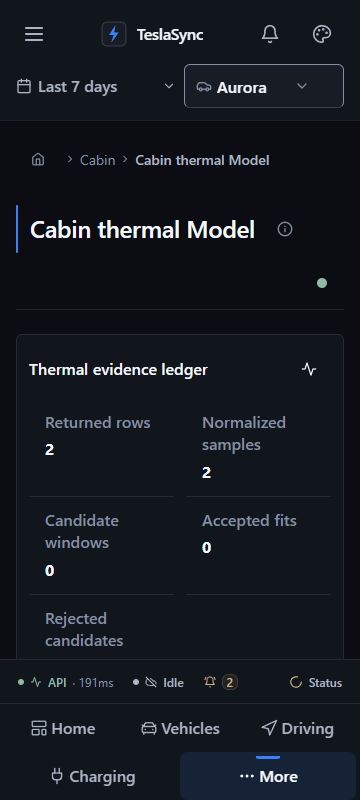 TeslaSync
Last 7 days
Aurora
Cabin
Cabin thermal Model
Cabin thermal Model
Thermal evidence ledger
Returned rows
2
Normalized
samples
2
Candidate
windows
0
Accepted fits
0
Rejected
candidates
API · 191ms
Idle
2
Status
Home
Vehicles
Driving
Charging
More